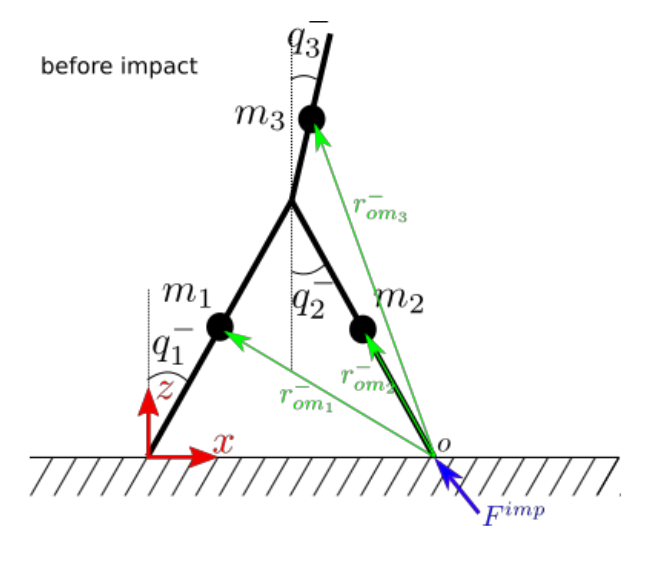 q₃⁻
before impact
m₃
r⁻ₒₘ₃
m₁
m₂
q₂⁻
q₁⁻
r⁻ₒₘ₂
z
r⁻ₒₘ₁
x
o
Fⁱᵐᵖ